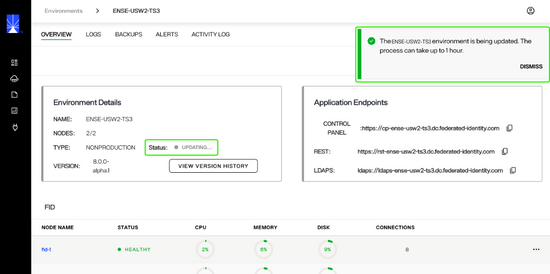 Environments > ENSE-USW2-TS3
OVERVIEW LOGS BACKUPS ALERTS ACTIVITY LOG
The ENSE-USW2-TS3 environment is being updated. The
process can take up to 1 hour.
DISMISS
Environment Details
NAME: ENSE-USW2-TS3
NODES: 2/2
TYPE: NONPRODUCTION Status: UPDATING...
VERSION: 8.0.0-
alpha.1
VIEW VERSION HISTORY
Application Endpoints
CONTROL
PANEL
:https://cp-ense-usw2-ts3.dc.federated-identity.com
REST: https://rst-ense-usw2-ts3.dc.federated-identity.com
LDAPS: ldaps://ldaps-ense-usw2-ts3.dc.federated-identity.com
FID
NODE NAME STATUS CPU MEMORY DISK CONNECTIONS
fid-1 HEALTHY 2% 6% 9% 8